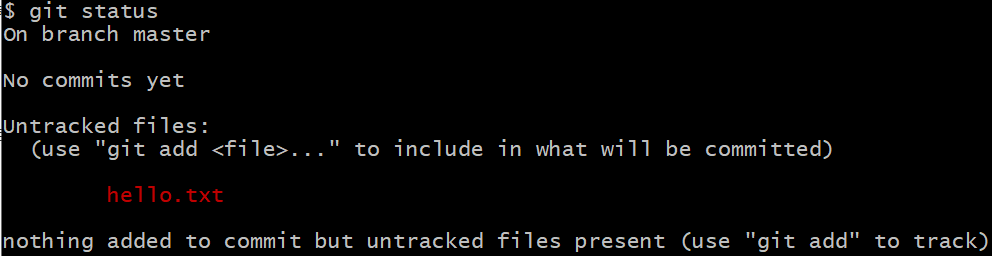 $ git status
On branch master
No commits yet
Untracked files:
(use "git add <file>..." to include in what will be committed)
hello.txt
nothing added to commit but untracked files present (use "git add" to track)